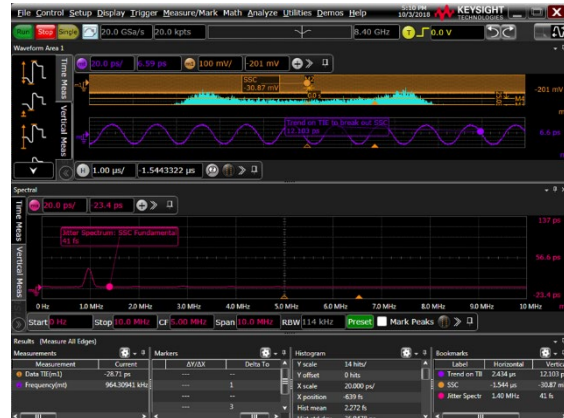 File Control Setup Display Trigger Measure/Mark Math Analyze Utilities Demos Help
5:10 PM
10/3/2018
KEYSIGHT
TECHNOLOGIES
Run Stop Single 20.0 GSa/s 20.0 kpts 8.40 GHz T 0.0 V
Waveform Area 1
20.0 ps/ 6.59 ps 100 mV/ -201 mV
Time Meas
Vertical Meas
SSC
-30.87 mV
0.0 s
-201 mV
Trend on TIE to break out SSC
12.103 ps
6.6 ps
H 1.00 µs/ -1.5443322 µs
Spectral
20.0 ps/ -23.4 ps
Time Meas
Vertical Meas
137 ps
Jitter Spectrum: SSC Fundamental
41 fs
56.6 ps
-23.4 ps
0 Hz 1.0 MHz 2.0 MHz 3.0 MHz 4.0 MHz 5.0 MHz 6.0 MHz 7.0 MHz 8.0 MHz 9.0 MHz 10 MHz
Start 0 Hz Stop 10.0 MHz CF 5.00 MHz Span 10.0 MHz RBW 114 kHz Preset Mark Peaks
Results (Measure All Edges)
Measurements Markers Histogram Bookmarks
Measurement Current ΔY/ΔX Delta To Y scale 14 hits/ Label Horizontal Vertic
Data TIE(m1) -28.71 ps --- Y offset 0 hits Trend on TB 2.434 µs 12.103 p
Frequency(mt) 964.30941 kHz --- 1 X scale 20.000 ps/ SSC -1.544 µs -30.87 m
X position -639 fs Jitter Spectr 1.40 MHz 41 fs
--- 3 Hist mean 2.272 fs